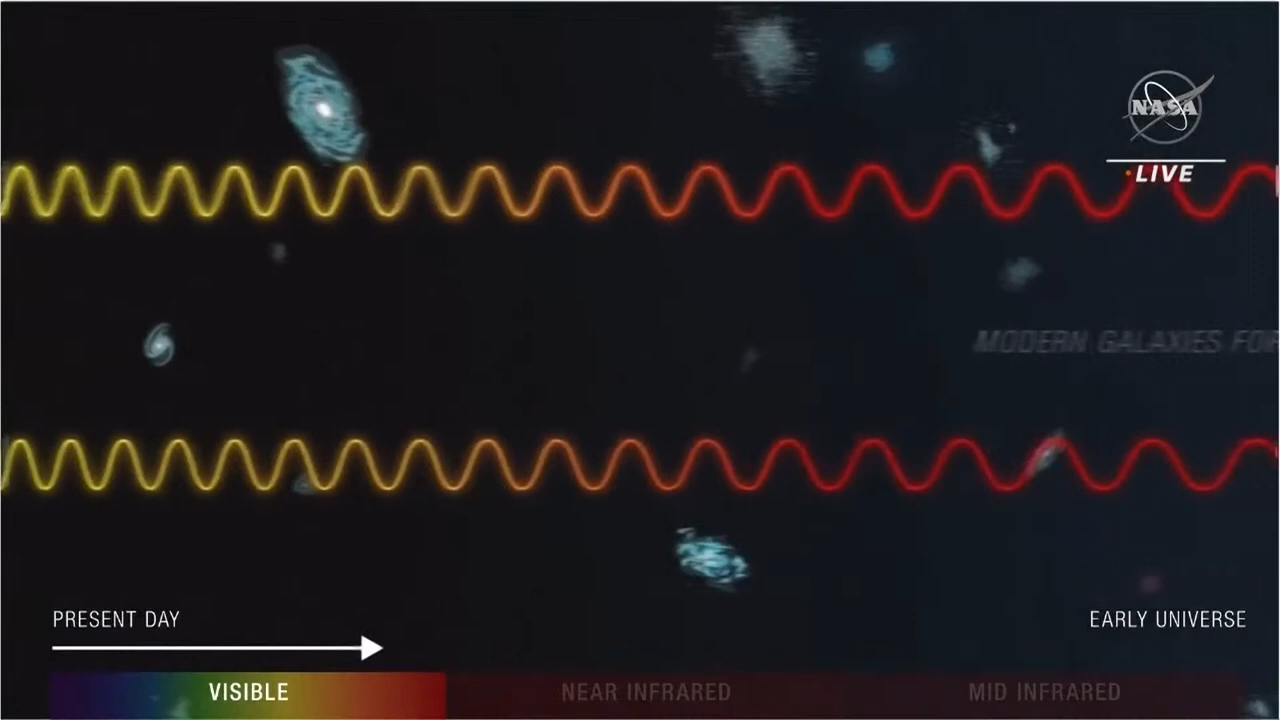 NASA
LIVE
MODERN GALAXIES FOR
PRESENT DAY
EARLY UNIVERSE
VISIBLE
NEAR INFRARED
MID INFRARED